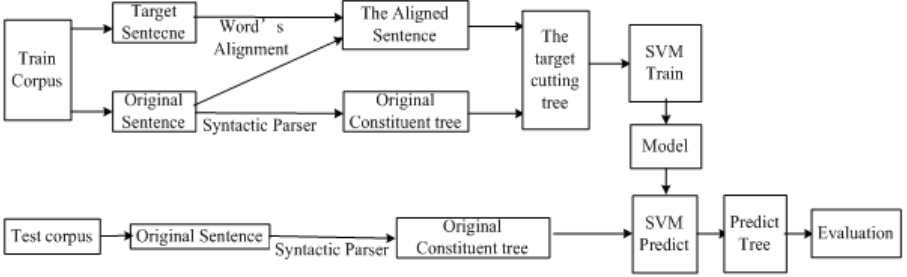 Train
Corpus
Target
Sentecne
Word's
Alignment
The Aligned
Sentence
Original
Sentence
Syntactic Parser
Original
Constituent tree
The
target
cutting
tree
SVM
Train
Model
Test corpus
Original Sentence
Syntactic Parser
Original
Constituent tree
SVM
Predict
Predict
Tree
Evaluation